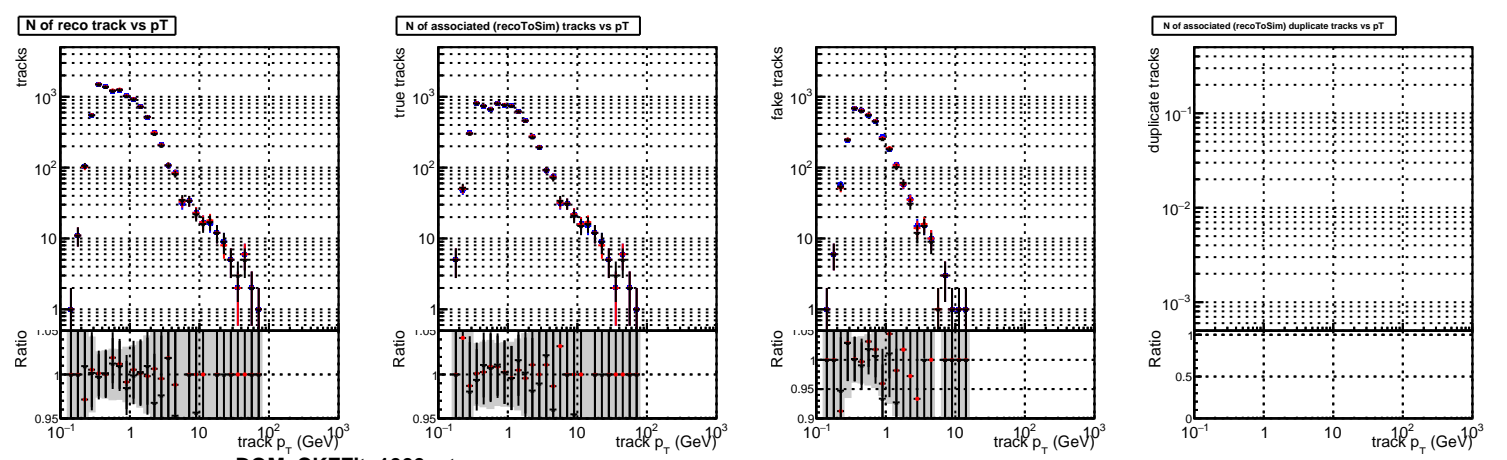 N of reco track vs pT
tracks
10³
10²
10
1
Ratio
1.05
1
0.95
10⁻¹ 1 10 10² 10³
track p_T (GeV)
N of associated (recoToSim) tracks vs pT
true tracks
10³
10²
10
1
Ratio
1.05
1
0.95
10⁻¹ 1 10 10² 10³
track p_T (GeV)
fake tracks
10³
10²
10
1
Ratio
1.05
1
0.95
0.9
10⁻¹ 1 10 10² 10³
track p_T (GeV)
N of associated (recoToSim) duplicate tracks vs pT
duplicate tracks
10⁻¹
10⁻²
10⁻³
Ratio
1
0.5
0
10⁻¹ 1 10 10² 10³
track p_T (GeV)